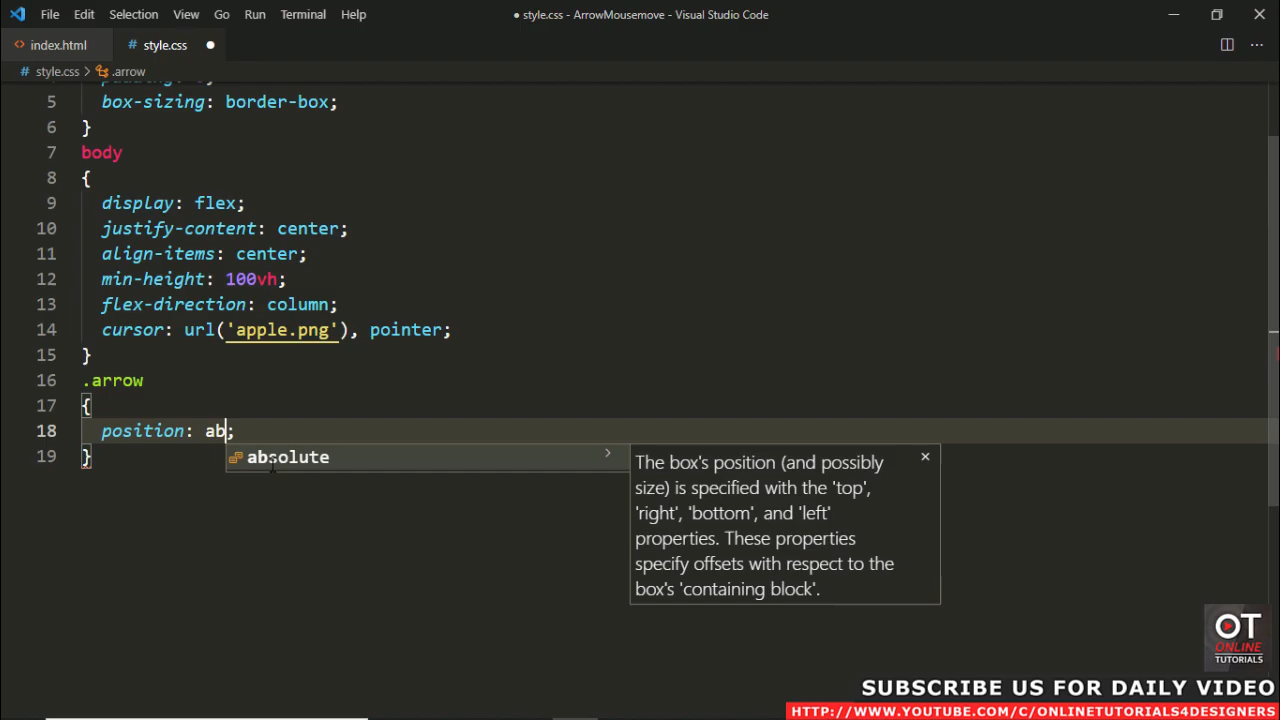 File Edit Selection View Go Run Terminal Help
● style.css - ArrowMousemove - Visual Studio Code
index.html
# style.css ●
# style.css > .arrow
5 box-sizing: border-box;
6 }
7 body
8 {
9 display: flex;
10 justify-content: center;
11 align-items: center;
12 min-height: 100vh;
13 flex-direction: column;
14 cursor: url('apple.png'), pointer;
15 }
16 .arrow
17 {
18 position: ab;
19 }
absolute
The box's position (and possibly
size) is specified with the 'top',
'right', 'bottom', and 'left'
properties. These properties
specify offsets with respect to the
box's 'containing block'.
OT
ONLINE
TUTORIALS
SUBSCRIBE US FOR DAILY VIDEO
HTTP://WWW.YOUTUBE.COM/C/ONLINETUTORIALS4DESIGNERS